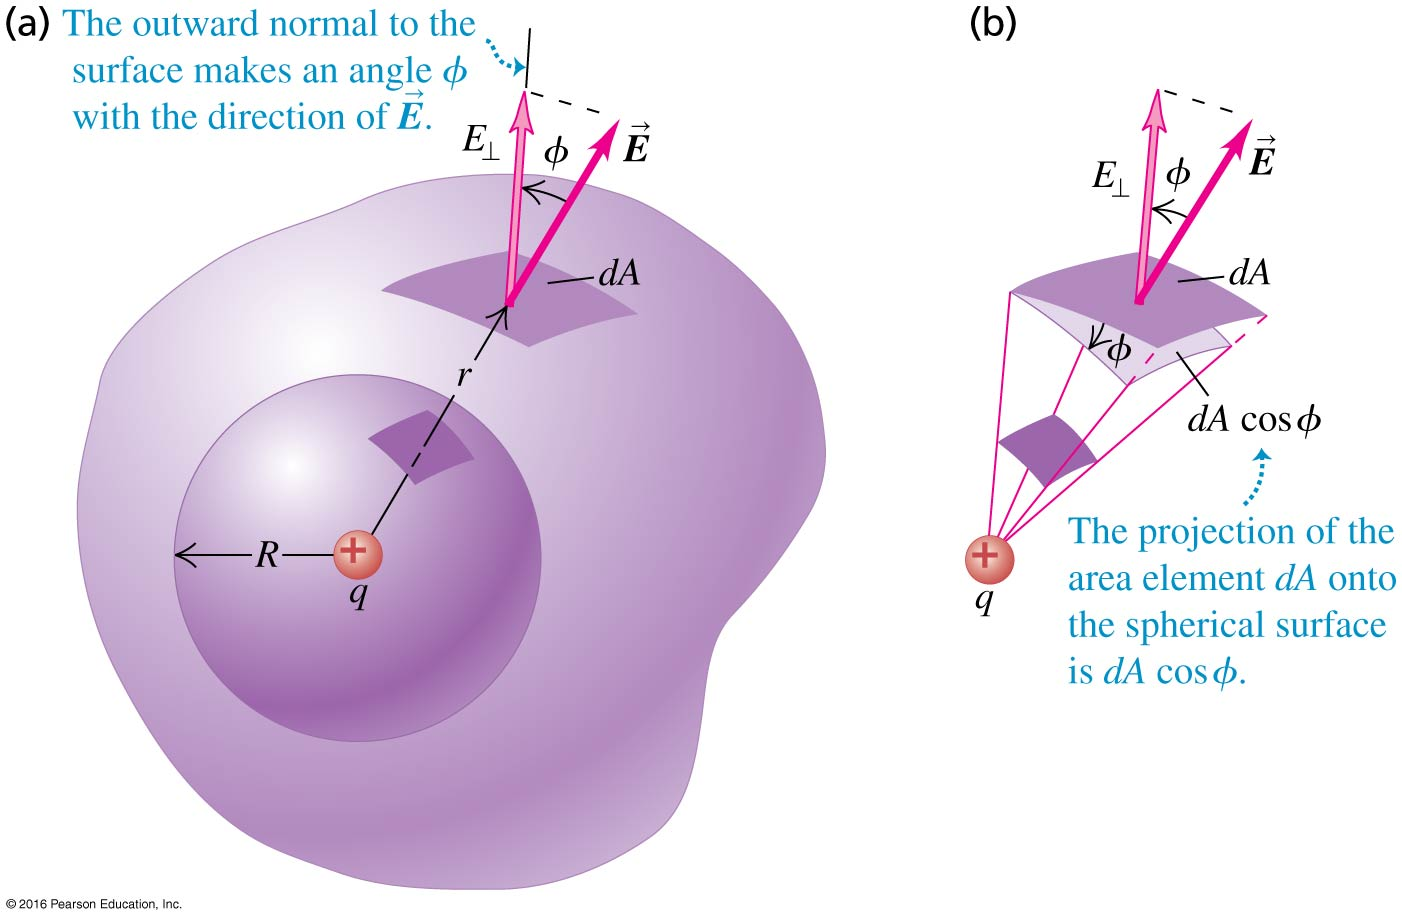 (a) The outward normal to the
surface makes an angle ϕ
with the direction of E⃗.
E⊥
ϕ
E⃗
dA
r
R
+
q
(b)
E⊥
ϕ
E⃗
dA
ϕ
dA cos ϕ
+
q
The projection of the
area element dA onto
the spherical surface
is dA cos ϕ.
© 2016 Pearson Education, Inc.